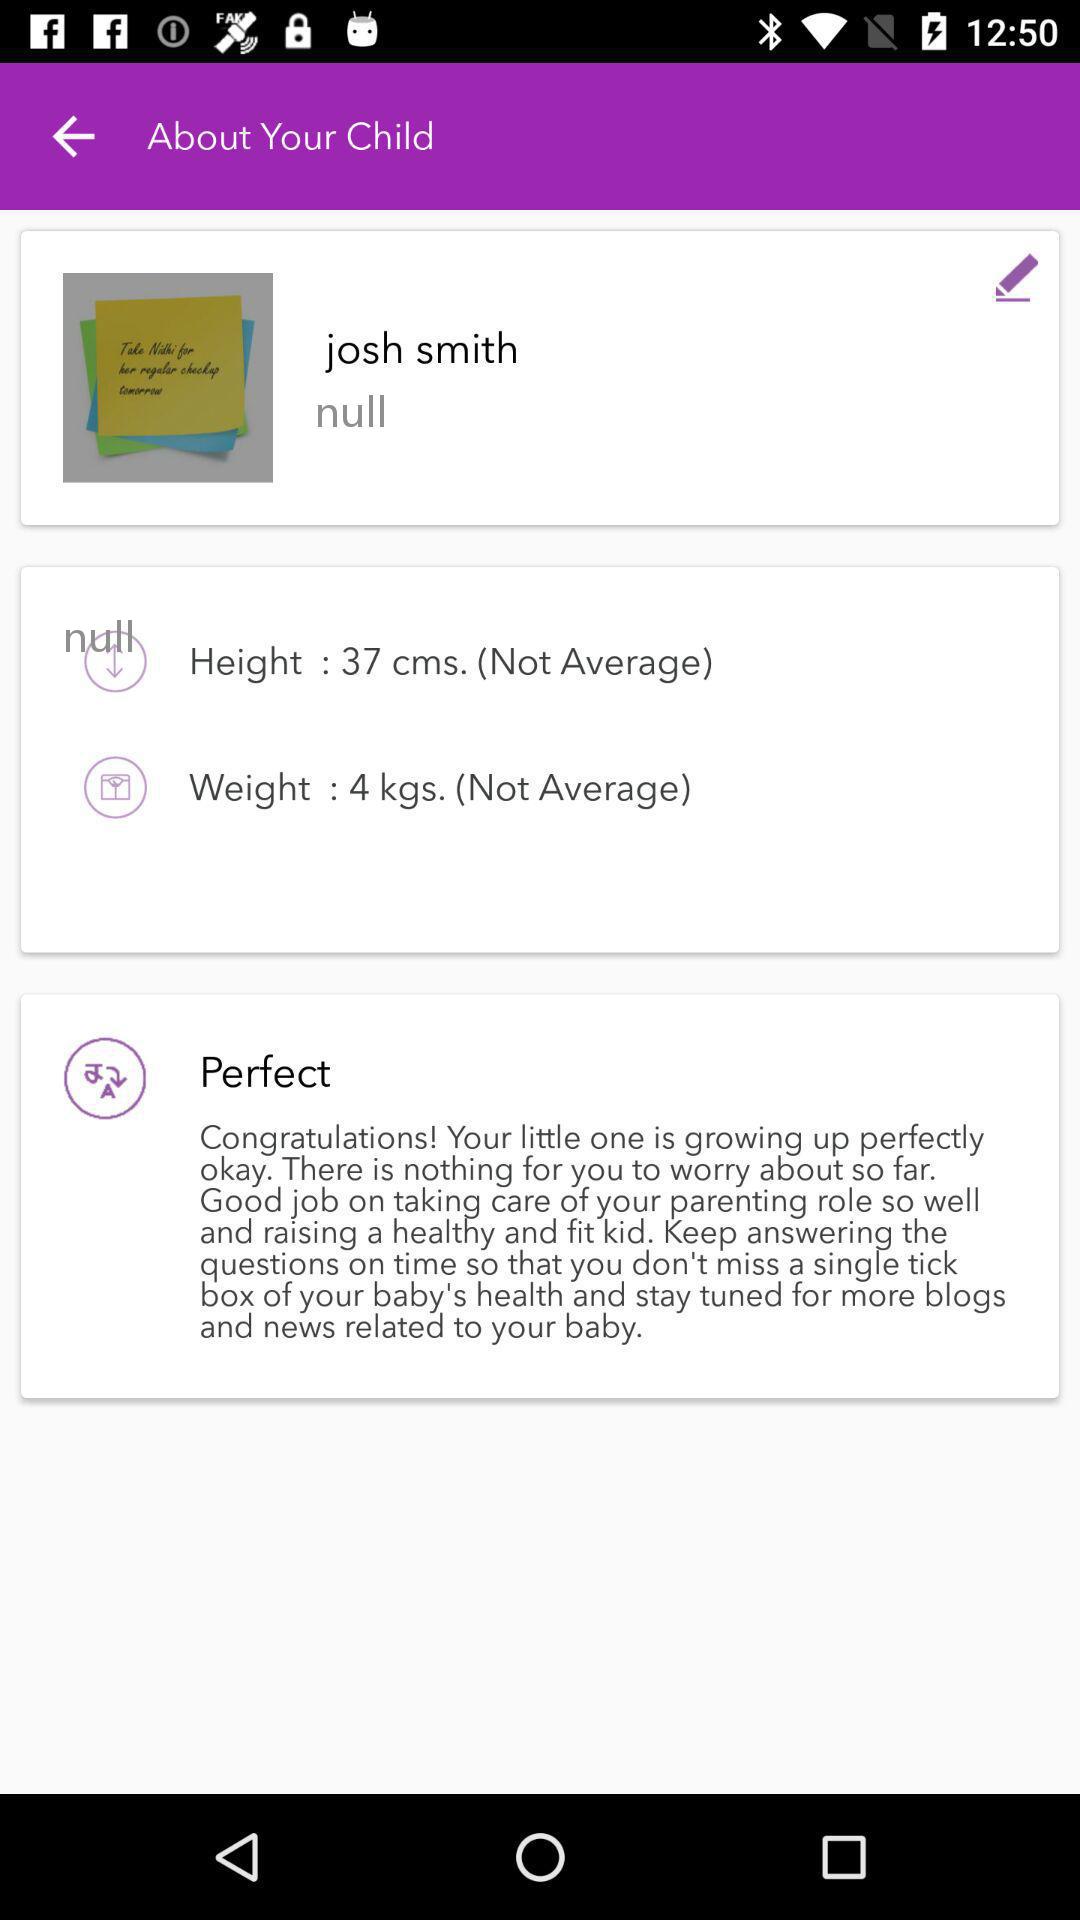 FAKE
12:50
About Your Child
Take Nidhi for
her regular checkup
tomorrow
josh smith
null
null
Height : 37 cms. (Not Average)
Weight : 4 kgs. (Not Average)
Perfect
Congratulations! Your little one is growing up perfectly
okay. There is nothing for you to worry about so far.
Good job on taking care of your parenting role so well
and raising a healthy and fit kid. Keep answering the
questions on time so that you don't miss a single tick
box of your baby's health and stay tuned for more blogs
and news related to your baby.